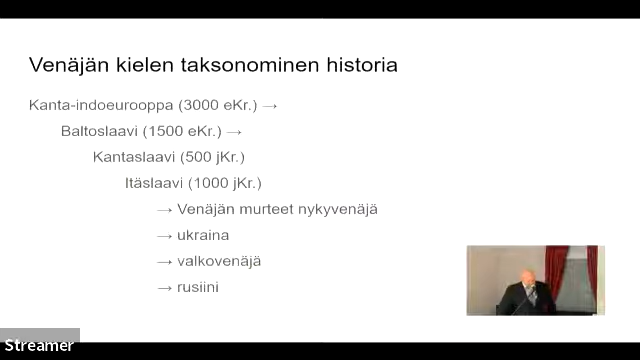 Venäjän kielen taksonominen historia
Kanta-indoeurooppa (3000 eKr.) →
Baltoslaavi (1500 eKr.) →
Kantaslaavi (500 jKr.)
Itäslaavi (1000 jKr.)
→ Venäjän murteet nykyvenäjä
→ ukraina
→ valkovenäjä
→ rusiini
Streamer